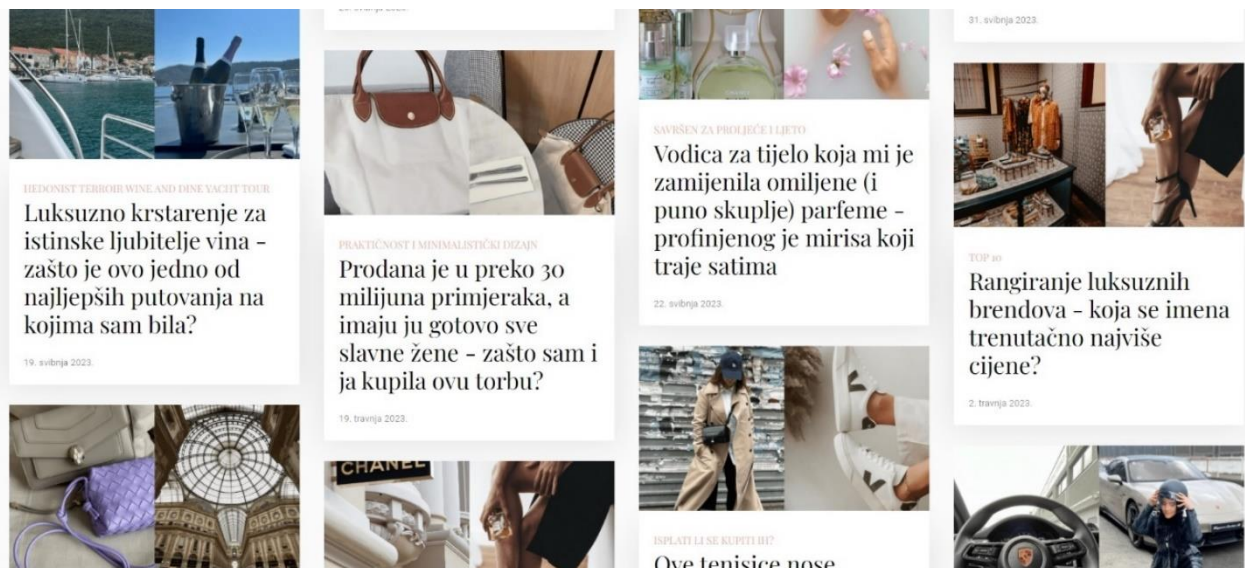 HEDONIST TERROIR WINE AND DINE YACHT TOUR
Luksuzno krstarenje za
istinske ljubitelje vina -
zašto je ovo jedno od
najljepših putovanja na
kojima sam bila?
19. svibnja 2023.
PRAKTIČNOST I MINIMALISTIČKI DIZAJN
Prodana je u preko 30
milijuna primjeraka, a
imaju ju gotovo sve
slavne žene - zašto sam i
ja kupila ovu torbu?
19. travnja 2023.
CHANEL
SAVRŠEN ZA PROLJEĆE I LJETO
Vodica za tijelo koja mi je
zamijenila omiljene (i
puno skuplje) parfeme -
profinjenog je mirisa koji
traje satima
22. svibnja 2023.
ISPLATI LI SE KUPITI IH?
Ove tenisice nose
31. svibnja 2023.
TOP 10
Rangiranje luksuznih
brendova - koja se imena
trenutačno najviše
cijene?
2. travnja 2023.